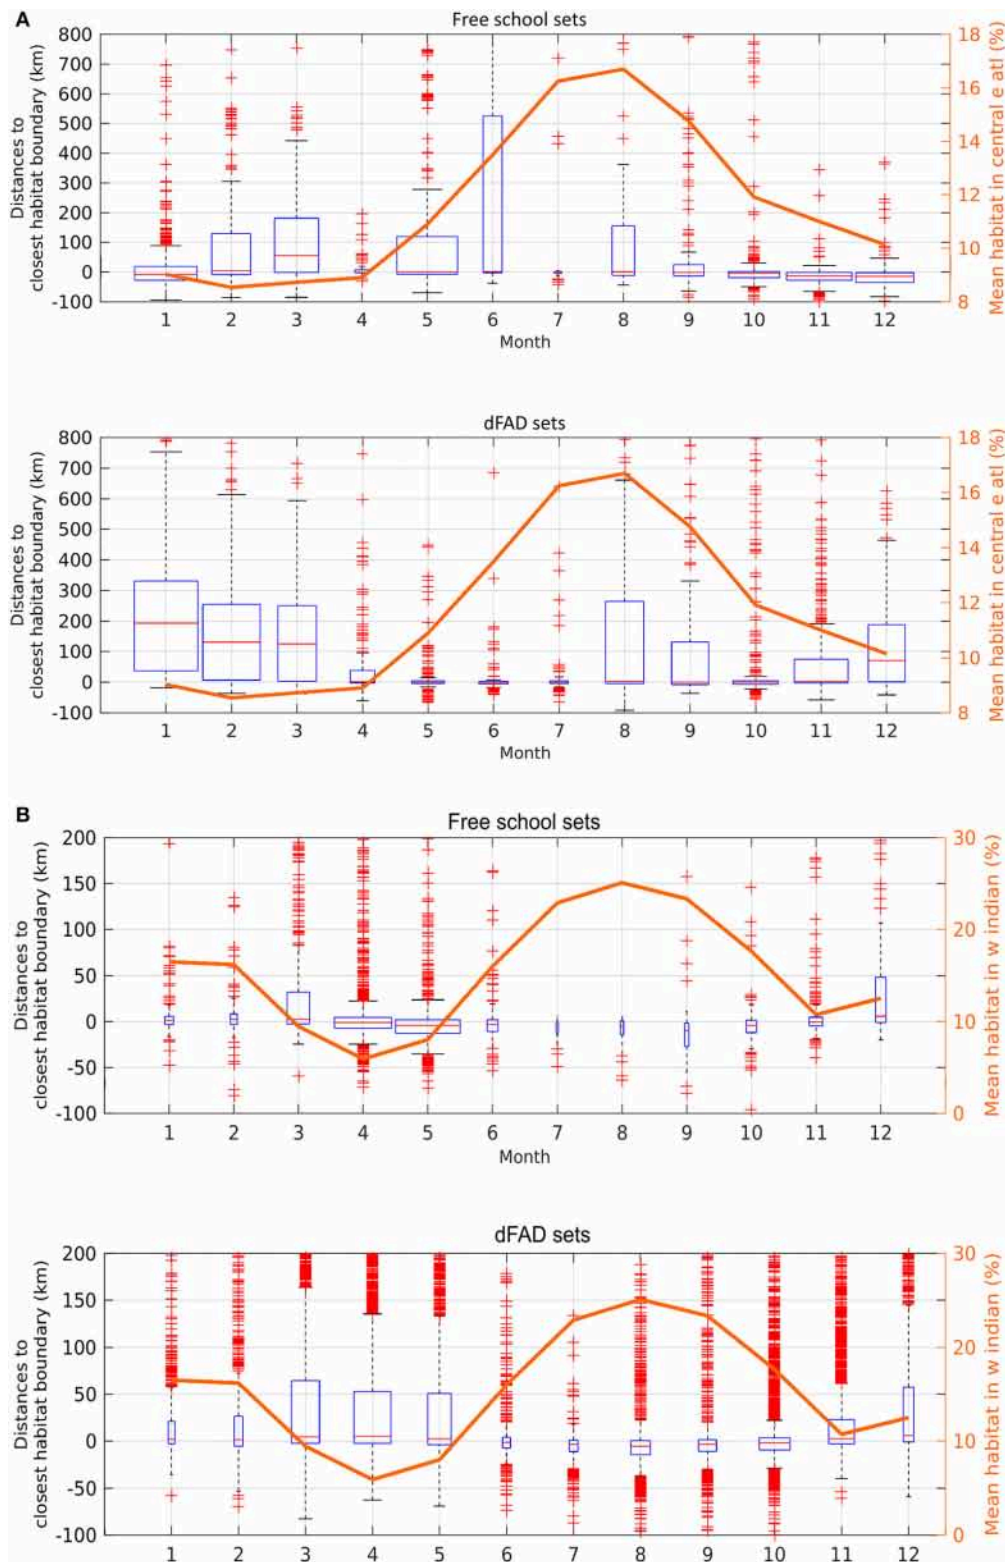 A
Free school sets
800
700
600
500
400
300
200
100
0
-100
18
16
14
12
10
8
Distances to
closest habitat boundary (km)
Mean habitat in central e atl (%)
1 2 3 4 5 6 7 8 9 10 11 12
Month
dFAD sets
800
700
600
500
400
300
200
100
0
-100
18
16
14
12
10
8
Distances to
closest habitat boundary (km)
Mean habitat in central e atl (%)
1 2 3 4 5 6 7 8 9 10 11 12
Month
B
Free school sets
200
150
100
50
0
-50
-100
30
20
10
0
Distances to
closest habitat boundary (km)
Mean habitat in w indian (%)
1 2 3 4 5 6 7 8 9 10 11 12
Month
dFAD sets
200
150
100
50
0
-50
-100
30
20
10
0
Distances to
closest habitat boundary (km)
Mean habitat in w indian (%)
1 2 3 4 5 6 7 8 9 10 11 12